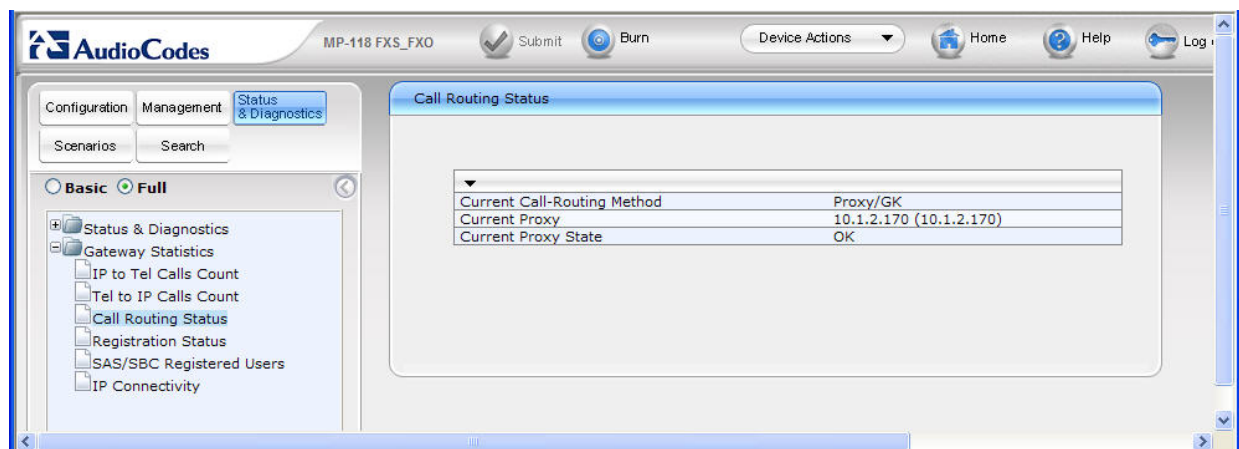 AudioCodes
MP-118 FXS_FXO
Submit
Burn
Device Actions
Home
Help
Log
Configuration
Management
Status
& Diagnostics
Scenarios
Search
Basic
Full
Status & Diagnostics
Gateway Statistics
IP to Tel Calls Count
Tel to IP Calls Count
Call Routing Status
Registration Status
SAS/SBC Registered Users
IP Connectivity
Call Routing Status
Current Call-Routing Method Proxy/GK
Current Proxy 10.1.2.170 (10.1.2.170)
Current Proxy State OK